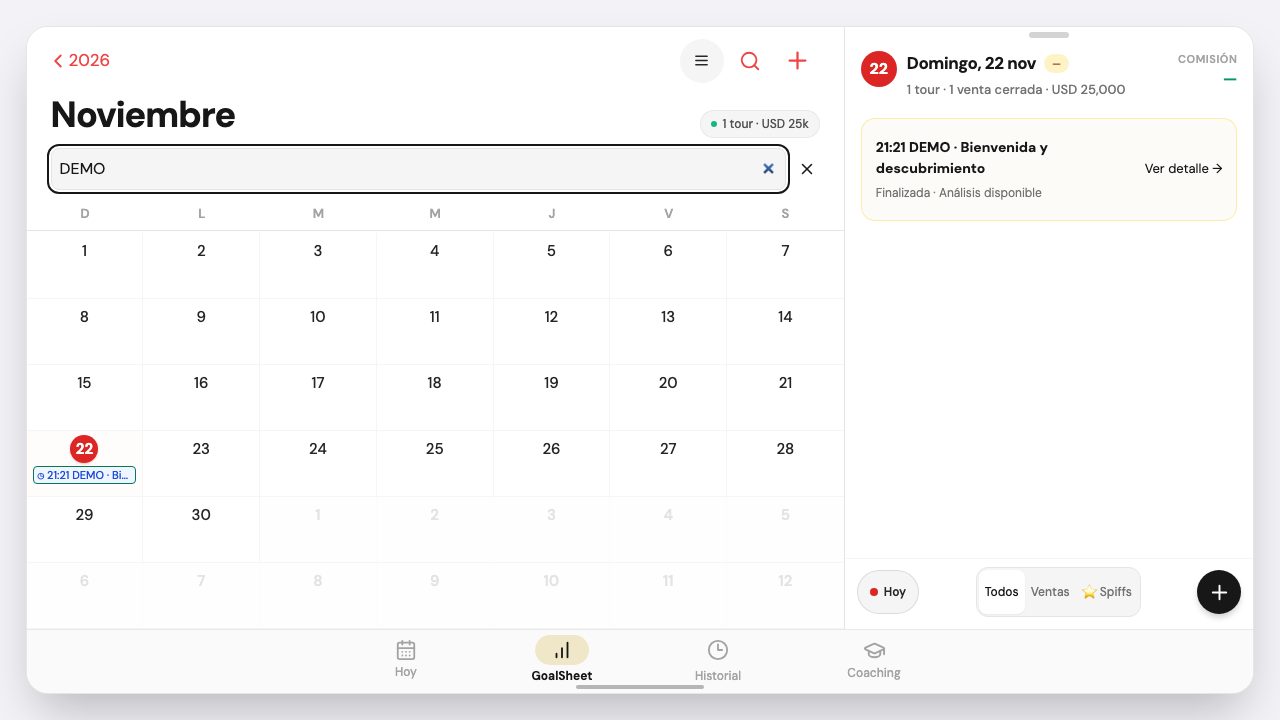 2026
Noviembre
1 tour · USD 25k
DEMO
D L M M J V S
1 2 3 4 5 6 7
8 9 10 11 12 13 14
15 16 17 18 19 20 21
22 23 24 25 26 27 28
21:21 DEMO · Bi...
29 30 1 2 3 4 5
6 7 8 9 10 11 12
22
Domingo, 22 nov –
1 tour · 1 venta cerrada · USD 25,000
COMISIÓN
—
21:21 DEMO · Bienvenida y
descubrimiento
Finalizada · Análisis disponible
Ver detalle →
Hoy
Todos Ventas ⭐ Spiffs
Hoy GoalSheet Historial Coaching